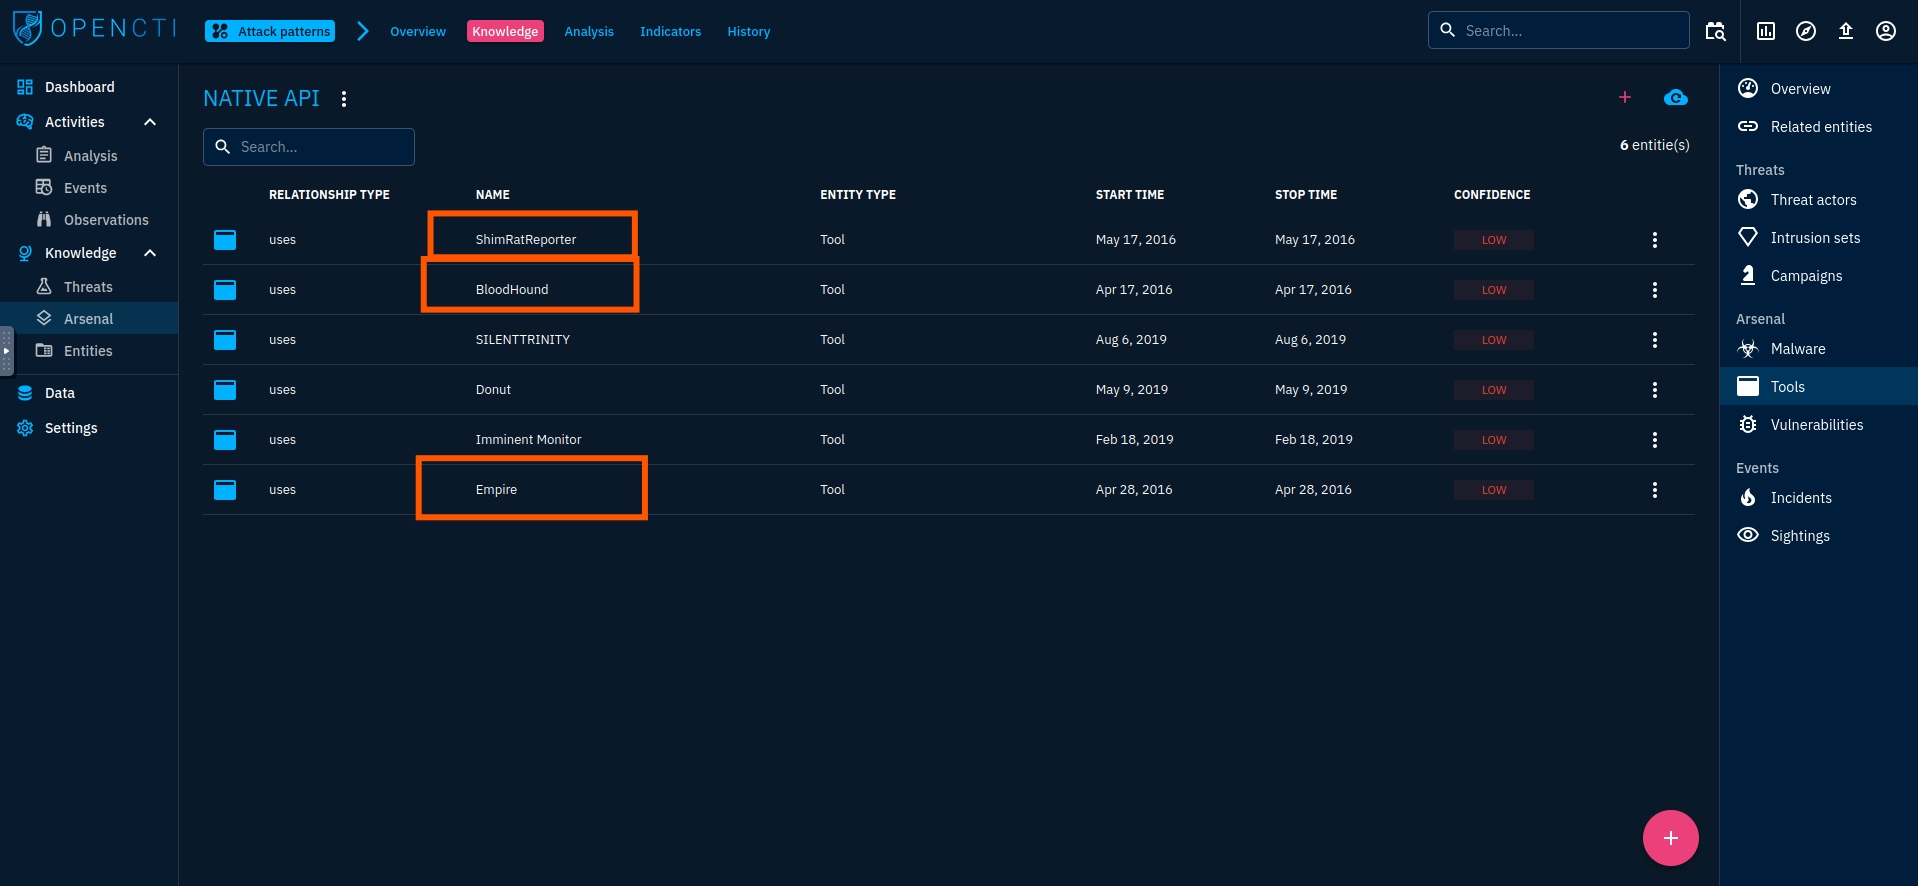 OPENCTI
Attack patterns
Overview
Knowledge
Analysis
Indicators
History
Search...
Dashboard
Activities
Analysis
Events
Observations
Knowledge
Threats
Arsenal
Entities
Data
Settings
NATIVE API
Search...
6 entitie(s)
RELATIONSHIP TYPE NAME ENTITY TYPE START TIME STOP TIME CONFIDENCE
uses ShimRatReporter Tool May 17, 2016 May 17, 2016 LOW
uses BloodHound Tool Apr 17, 2016 Apr 17, 2016 LOW
uses SILENTTRINITY Tool Aug 6, 2019 Aug 6, 2019 LOW
uses Donut Tool May 9, 2019 May 9, 2019 LOW
uses Imminent Monitor Tool Feb 18, 2019 Feb 18, 2019 LOW
uses Empire Tool Apr 28, 2016 Apr 28, 2016 LOW
Overview
Related entities
Threats
Threat actors
Intrusion sets
Campaigns
Arsenal
Malware
Tools
Vulnerabilities
Events
Incidents
Sightings